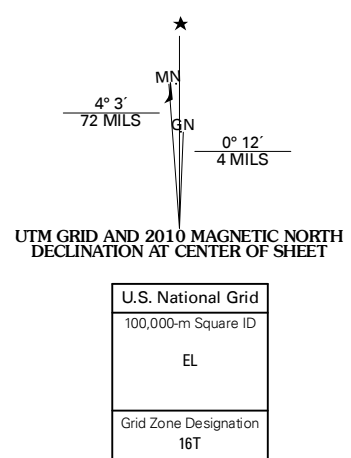 ★
MN
4° 3´
72 MILS
GN
0° 12´
4 MILS
UTM GRID AND 2010 MAGNETIC NORTH
DECLINATION AT CENTER OF SHEET
U.S. National Grid
100,000-m Square ID
EL
Grid Zone Designation
16T